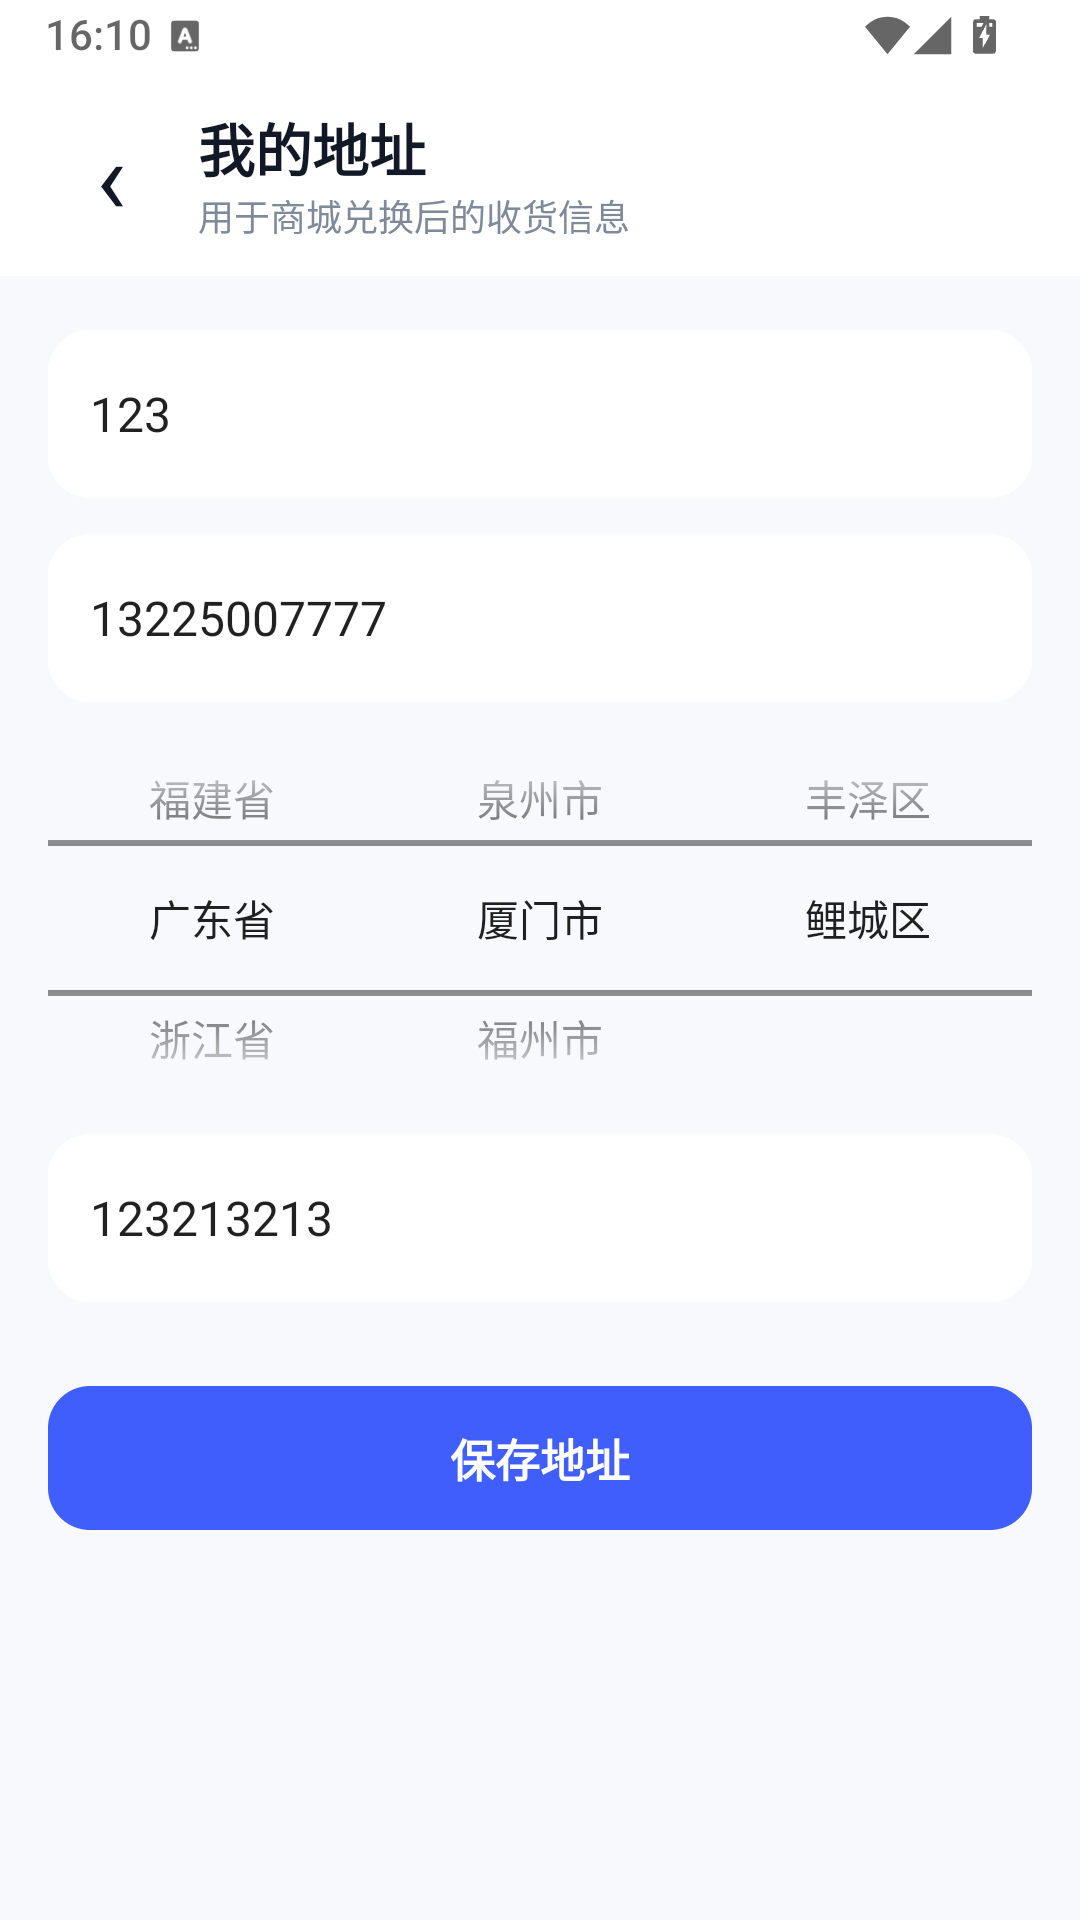 16:10
我的地址
用于商城兑换后的收货信息
123
13225007777
福建省 泉州市 丰泽区
广东省 厦门市 鲤城区
浙江省 福州市
123213213
保存地址